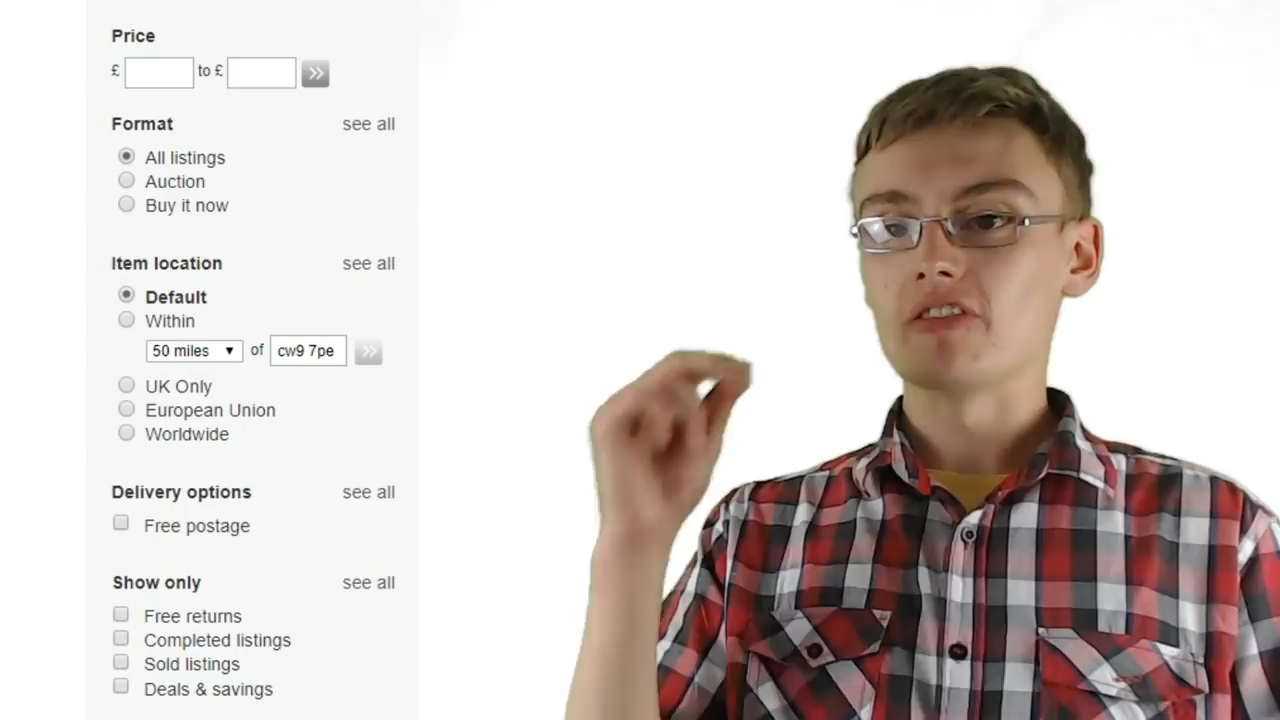 Price
£ to £
Format see all
All listings
Auction
Buy it now
Item location see all
Default
Within
50 miles of cw9 7pe
UK Only
European Union
Worldwide
Delivery options see all
Free postage
Show only see all
Free returns
Completed listings
Sold listings
Deals & savings